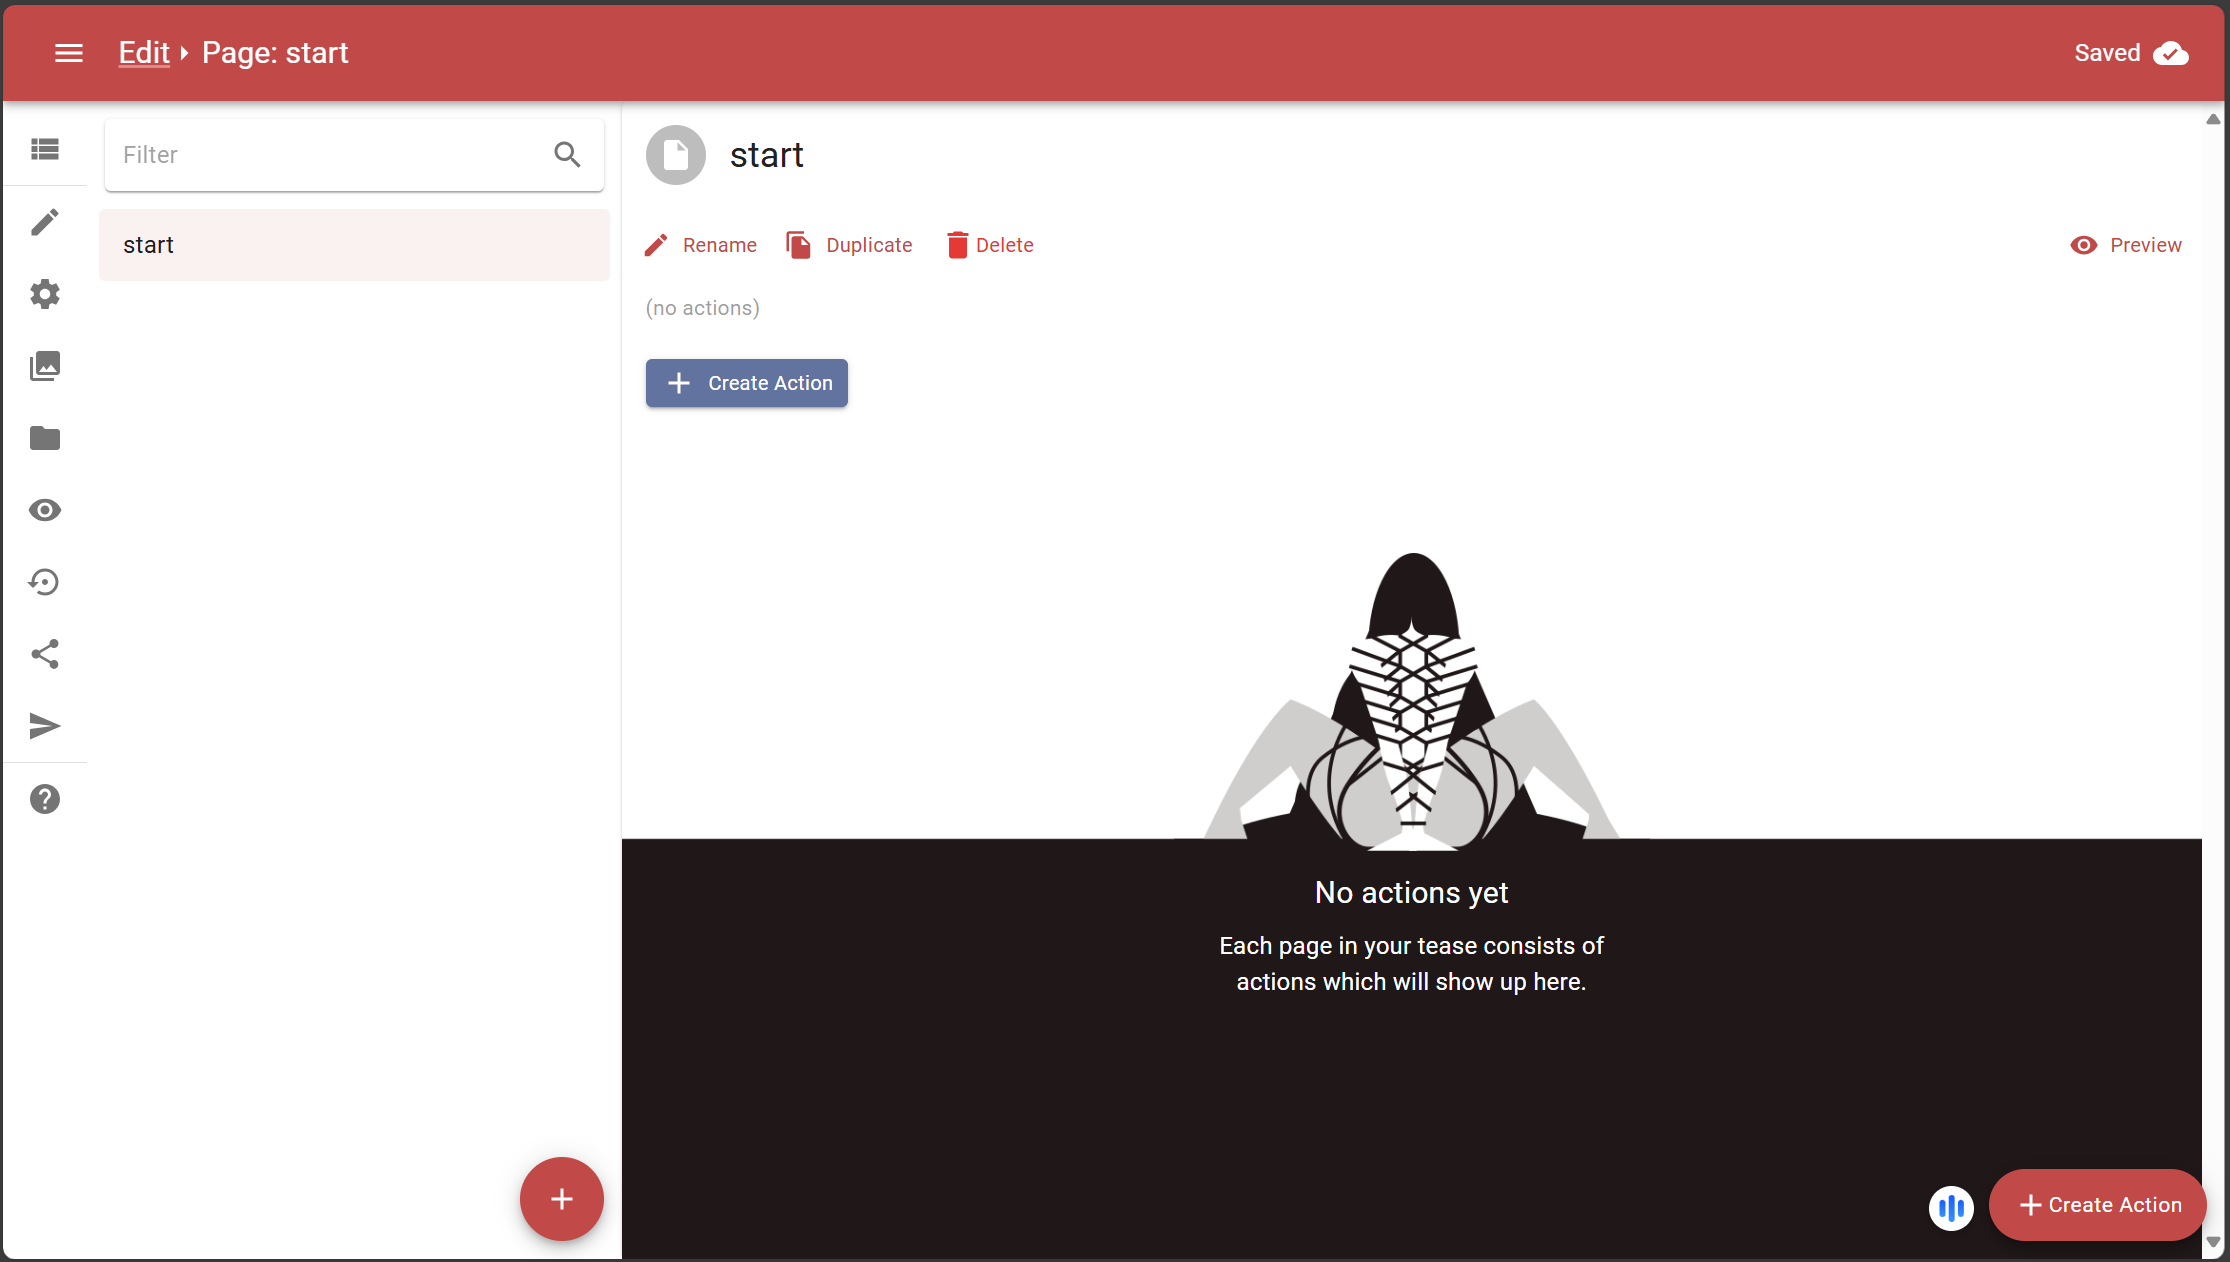 Edit
Page: start
Saved
Filter
start
start
Rename
Duplicate
Delete
Preview
(no actions)
Create Action
No actions yet
Each page in your tease consists of
actions which will show up here.
Create Action